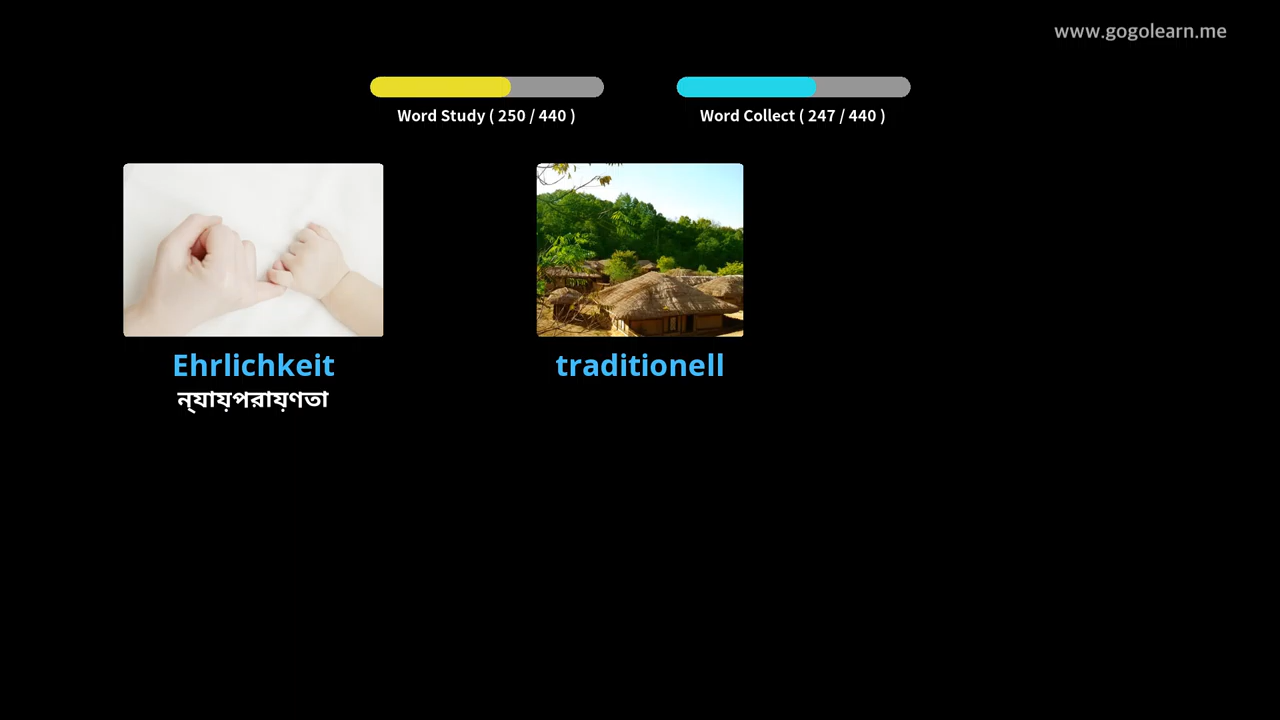 www.gogolearn.me
Word Study ( 250 / 440 )
Word Collect ( 247 / 440 )
Ehrlichkeit
traditionell
ন্যায়পরায়ণতা